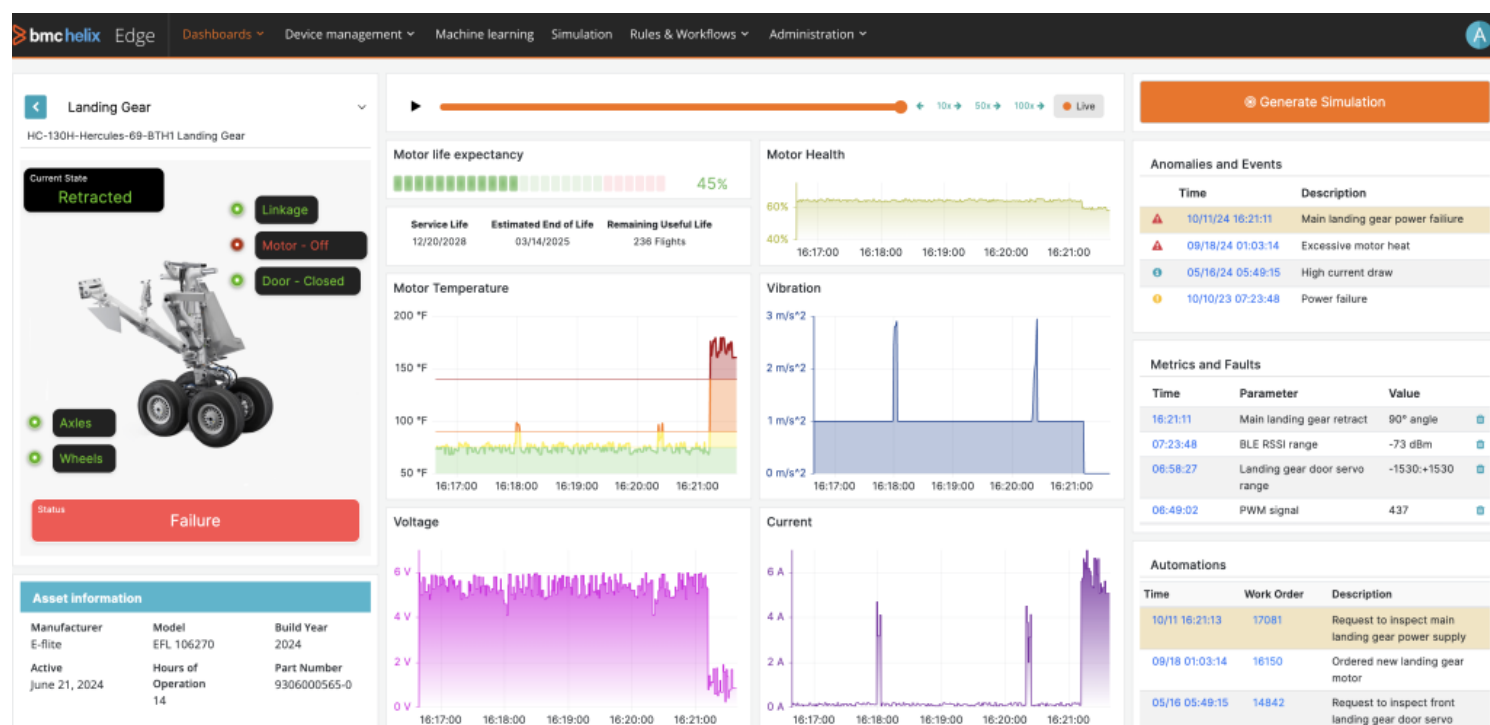 bmc helix Edge Dashboards Device management Machine learning Simulation Rules & Workflows Administration A
Landing Gear
HC-130H-Hercules-69-BTH1 Landing Gear
Current State
Retracted
Linkage
Motor - Off
Door - Closed
Axles
Wheels
Status
Failure
Asset information
Manufacturer Model Build Year
E-flite EFL 106270 2024
Active Hours of Operation Part Number
June 21, 2024 14 9306000565-0
10x 50x 100x Live
Motor life expectancy
45%
Service Life Estimated End of Life Remaining Useful Life
12/20/2028 03/14/2025 236 Flights
Motor Health
60%
40%
16:17:00 16:18:00 16:19:00 16:20:00 16:21:00
Motor Temperature
200 °F
150 °F
100 °F
50 °F
16:17:00 16:18:00 16:19:00 16:20:00 16:21:00
Vibration
3 m/s^2
2 m/s^2
1 m/s^2
0 m/s^2
16:17:00 16:18:00 16:19:00 16:20:00 16:21:00
Voltage
6 V
4 V
2 V
0 V
16:17:00 16:18:00 16:19:00 16:20:00 16:21:00
Current
6 A
4 A
2 A
0 A
16:17:00 16:18:00 16:19:00 16:20:00 16:21:00
Generate Simulation
Anomalies and Events
Time Description
10/11/24 16:21:11 Main landing gear power failiure
09/18/24 01:03:14 Excessive motor heat
05/16/24 05:49:15 High current draw
10/10/23 07:23:48 Power failure
Metrics and Faults
Time Parameter Value
16:21:11 Main landing gear retract 90° angle
07:23:48 BLE RSSI range -73 dBm
06:58:27 Landing gear door servo -1530:+1530
range
06:49:02 PWM signal 437
Automations
Time Work Order Description
10/11 16:21:13 17081 Request to inspect main
landing gear power supply
09/18 01:03:14 16150 Ordered new landing gear
motor
05/16 05:49:15 14842 Request to inspect front
landing gear door servo